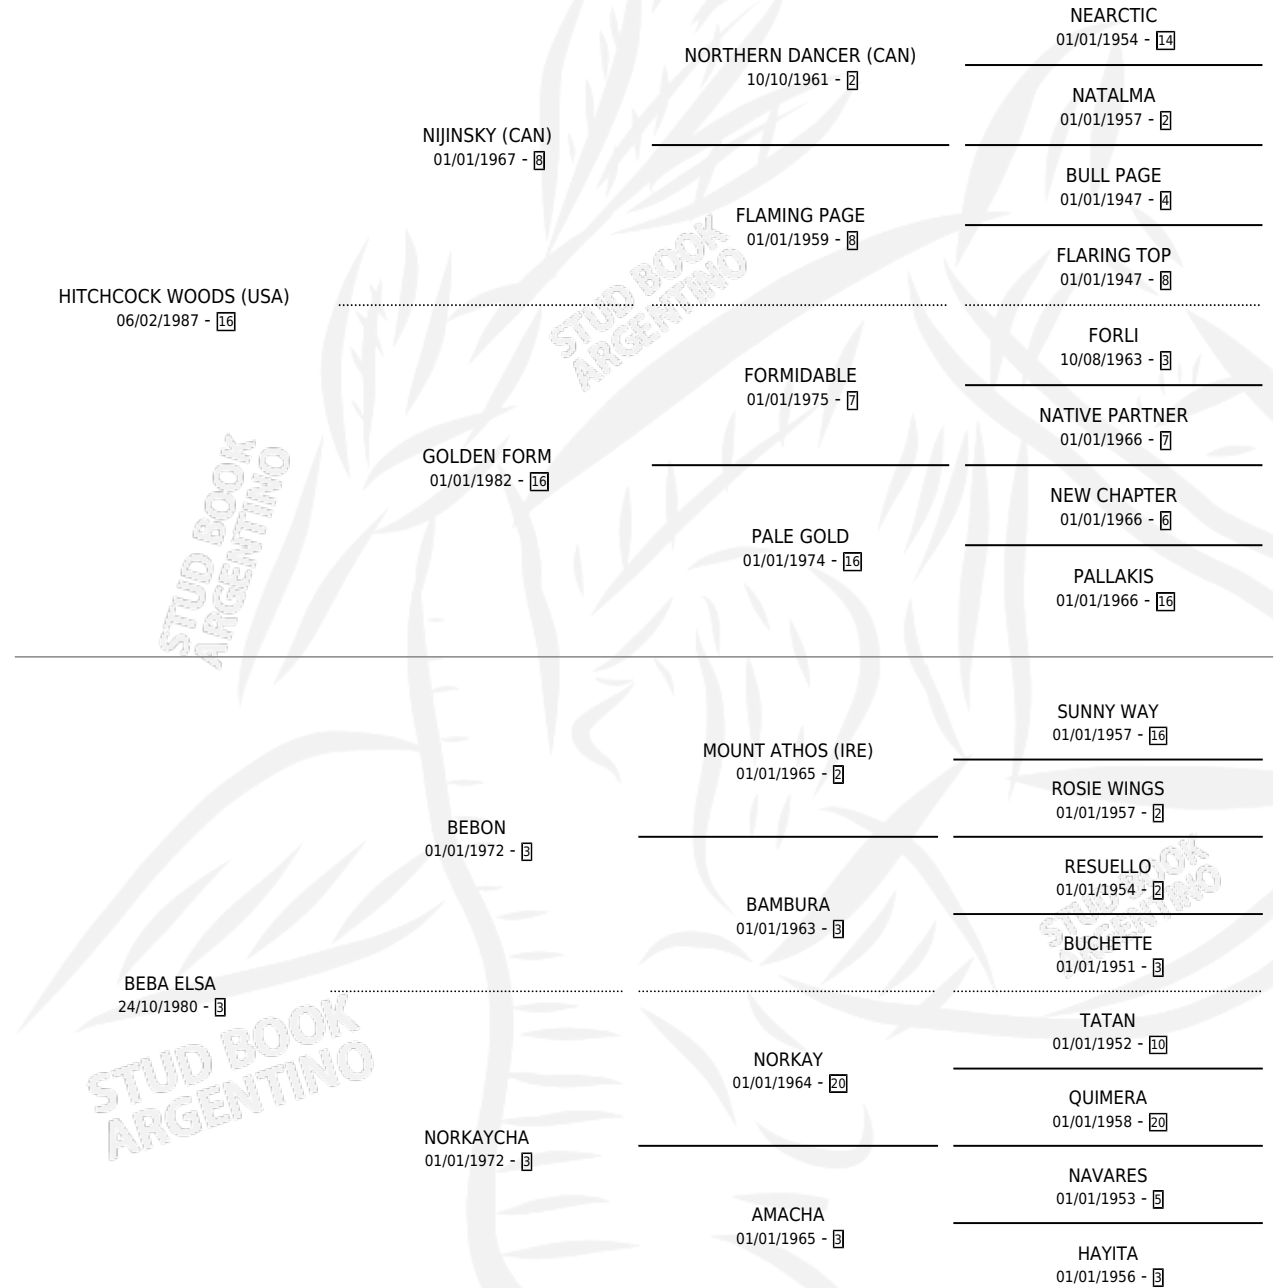 NEARCTIC
01/01/1954 - 14
NORTHERN DANCER (CAN)
10/10/1961 - 2
NATALMA
01/01/1957 - 2
NIJINSKY (CAN)
01/01/1967 - 8
BULL PAGE
01/01/1947 - 4
FLAMING PAGE
01/01/1959 - 8
FLARING TOP
01/01/1947 - 8
HITCHCOCK WOODS (USA)
06/02/1987 - 16
FORLI
10/08/1963 - 3
FORMIDABLE
01/01/1975 - 7
NATIVE PARTNER
01/01/1966 - 7
GOLDEN FORM
01/01/1982 - 16
NEW CHAPTER
01/01/1966 - 6
PALE GOLD
01/01/1974 - 16
PALLAKIS
01/01/1966 - 16
SUNNY WAY
01/01/1957 - 16
MOUNT ATHOS (IRE)
01/01/1965 - 2
ROSIE WINGS
01/01/1957 - 2
BEBON
01/01/1972 - 3
RESUELLO
01/01/1954 - 2
BAMBURA
01/01/1963 - 3
BUCHETTE
01/01/1951 - 3
BEBA ELSA
24/10/1980 - 3
TATAN
01/01/1952 - 10
NORKAY
01/01/1964 - 20
QUIMERA
01/01/1958 - 20
NORKAYCHA
01/01/1972 - 3
NAVARES
01/01/1953 - 5
AMACHA
01/01/1965 - 3
HAYITA
01/01/1956 - 3
STUD BOOK
ARGENTINO
STUD BOOK
ARGENTINO
STUD BOOK
ARGENTINO
STUD BOOK
ARGENTINO